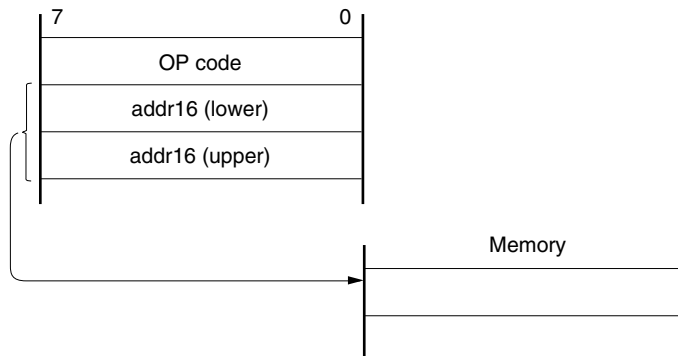 7 0
OP code
addr16 (lower)
addr16 (upper)
Memory